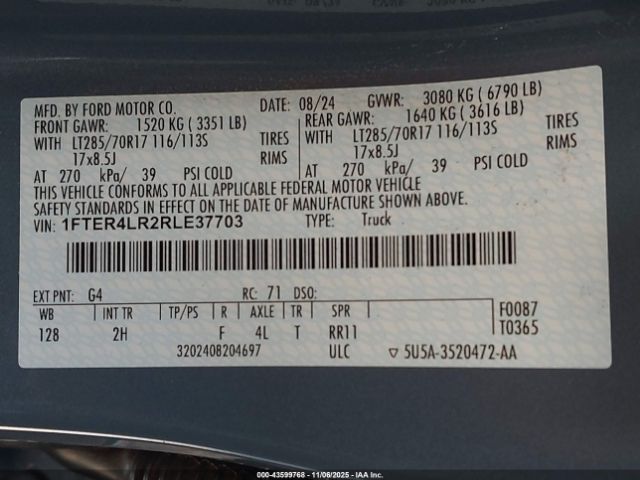 MFD. BY FORD MOTOR CO. DATE: 08/24 GVWR: 3080 KG ( 6790 LB)
FRONT GAWR: 1520 KG ( 3351 LB) REAR GAWR: 1640 KG ( 3616 LB)
WITH LT285/70R17 116/113S TIRES WITH LT285/70R17 116/113S TIRES
17x8.5J RIMS 17x8.5J RIMS
AT 270 kPa/ 39 PSI COLD AT 270 kPa/ 39 PSI COLD
THIS VEHICLE CONFORMS TO ALL APPLICABLE FEDERAL MOTOR VEHICLE
SAFETY STANDARDS IN EFFECT ON THE DATE OF MANUFACTURE SHOWN ABOVE.
VIN: 1FTER4LR2RLE37703 TYPE: Truck
EXT PNT: G4 RC: 71 DSO:
WB INT TR TP/PS R AXLE TR SPR F0087
128 2H F 4L T RR11 T0365
3202408204697 ULC ▽ 5U5A-3520472-AA
000-43599768 - 11/06/2025 - IAA Inc.